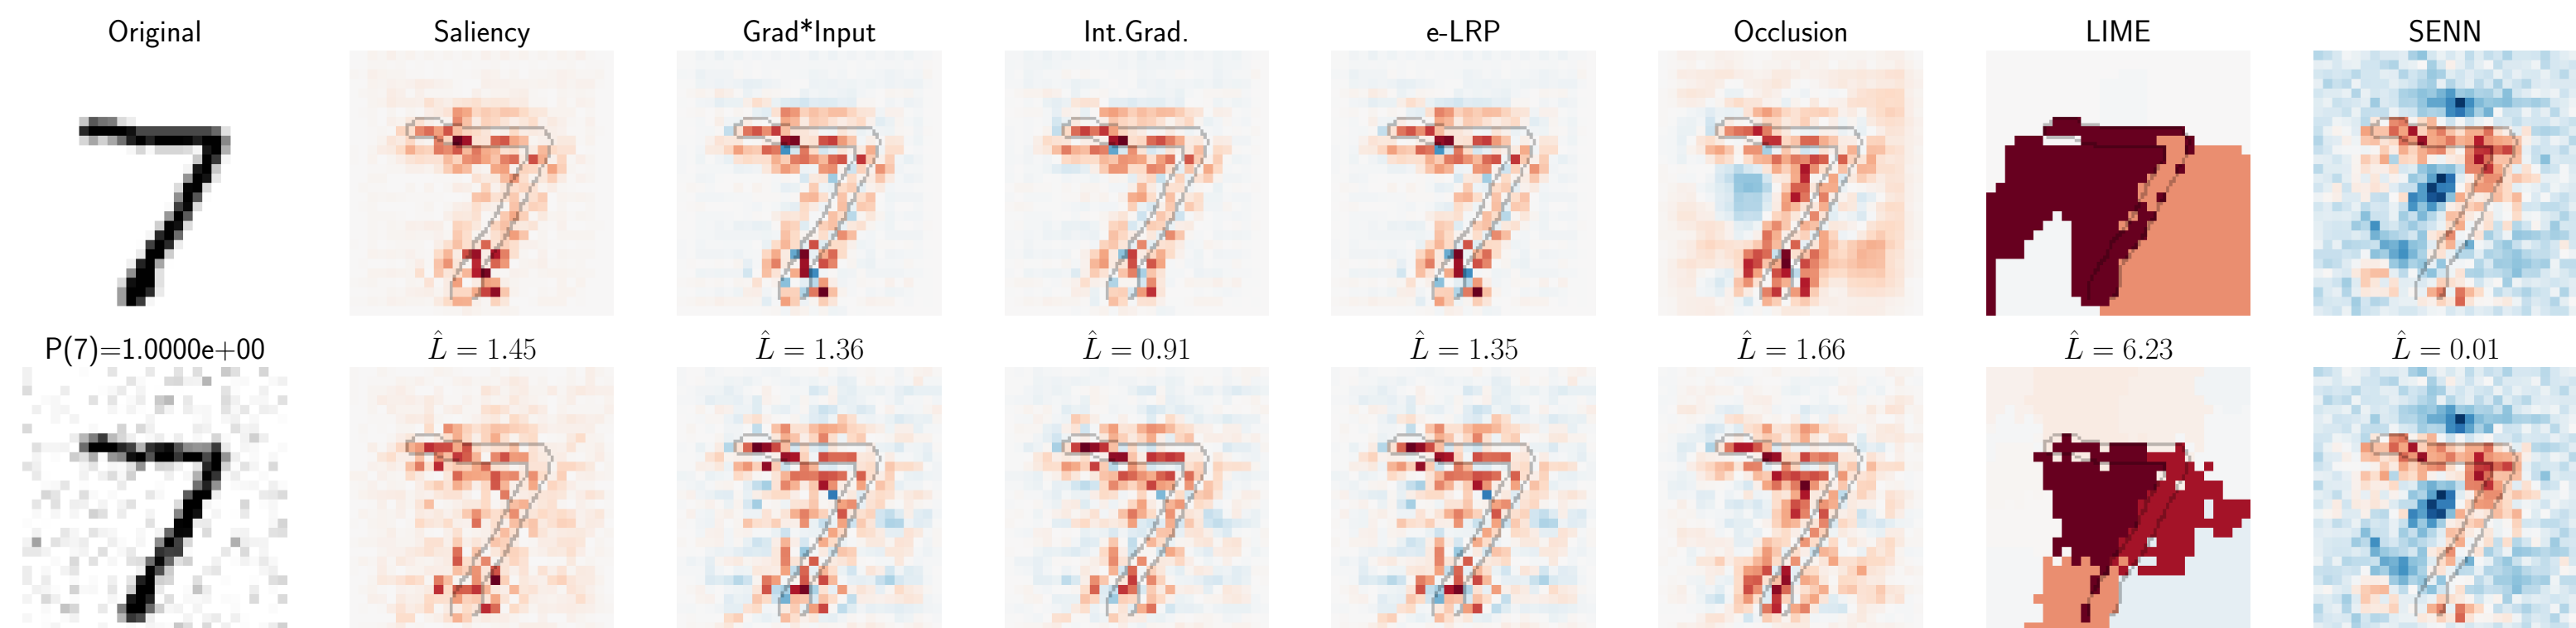 Original Saliency Grad*Input Int.Grad. e-LRP Occlusion LIME SENN
P(7)=1.0000e+00 L̂ = 1.45 L̂ = 1.36 L̂ = 0.91 L̂ = 1.35 L̂ = 1.66 L̂ = 6.23 L̂ = 0.01